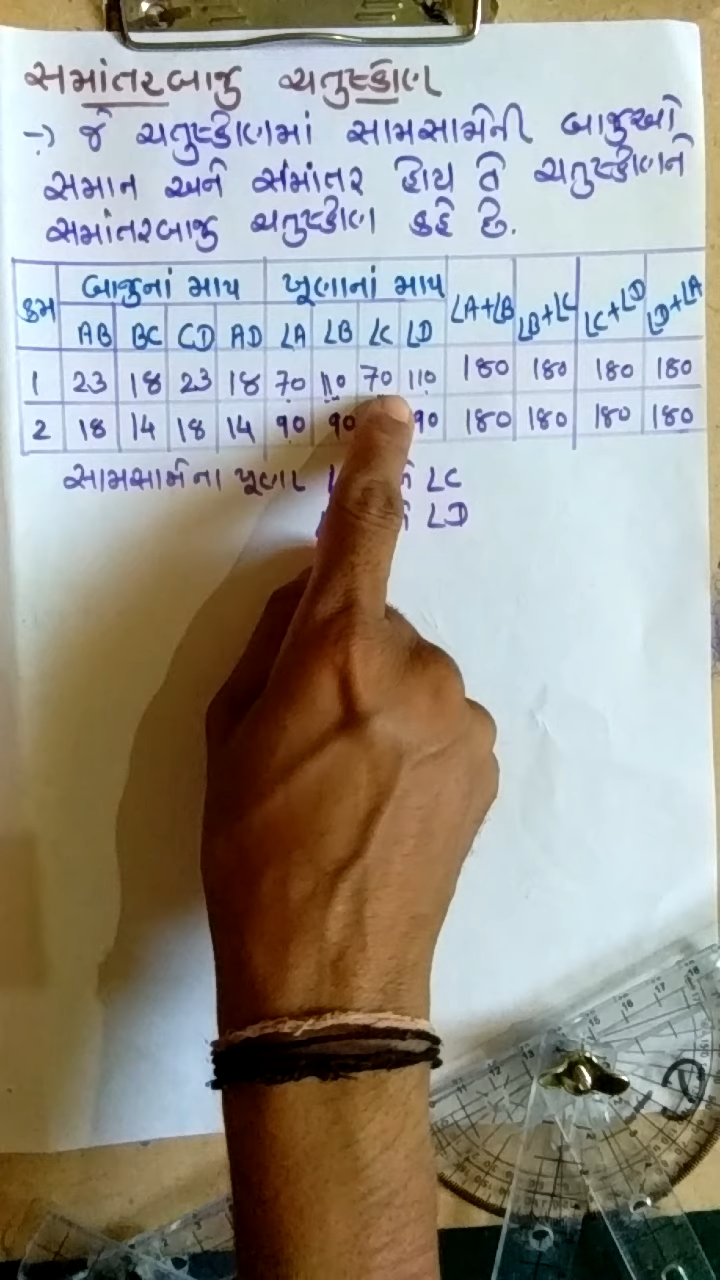 સમાંતરબાજુ ચતુષ્કોણ
→ જે ચતુષ્કોણમાં સામસામેની બાજુઓ
સમાન અને સમાંતર હોય તે ચતુષ્કોણને
સમાંતરબાજુ ચતુષ્કોણ કહે છે.
ક્રમ બાજુનાં માપ ખૂણાનાં માપ ∠A+∠B ∠B+∠C ∠C+∠D ∠D+∠A
AB BC CD AD ∠A ∠B ∠C ∠D
1 23 18 23 18 70 110 70 110 180 180 180 180
2 18 14 18 14 90 90 90 180 180 180 180
સામસામેના ખૂણા ∠C
∠D